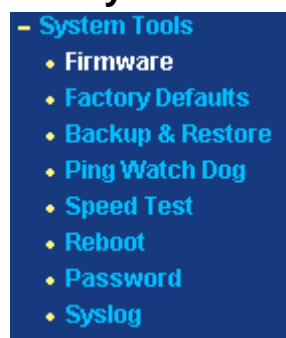 – System Tools
• Firmware
• Factory Defaults
• Backup & Restore
• Ping Watch Dog
• Speed Test
• Reboot
• Password
• Syslog